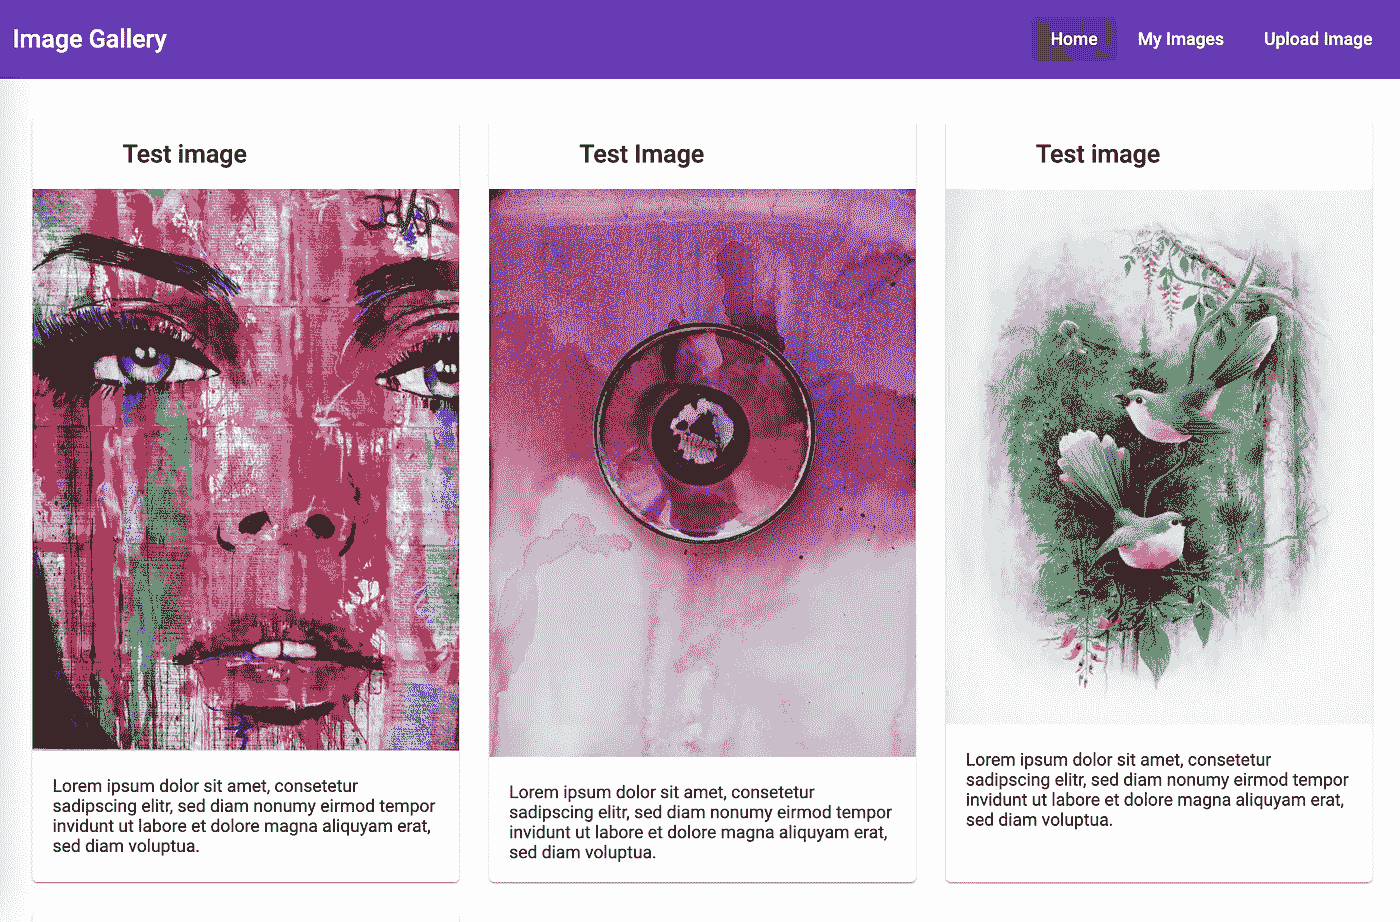 Image Gallery
Home
My Images
Upload Image
Test image
Lorem ipsum dolor sit amet, consetetur
sadipscing elitr, sed diam nonumy eirmod tempor
invidunt ut labore et dolore magna aliquyam erat,
sed diam voluptua.
Test Image
Lorem ipsum dolor sit amet, consetetur
sadipscing elitr, sed diam nonumy eirmod tempor
invidunt ut labore et dolore magna aliquyam erat,
sed diam voluptua.
Test image
Lorem ipsum dolor sit amet, consetetur
sadipscing elitr, sed diam nonumy eirmod tempor
invidunt ut labore et dolore magna aliquyam erat,
sed diam voluptua.